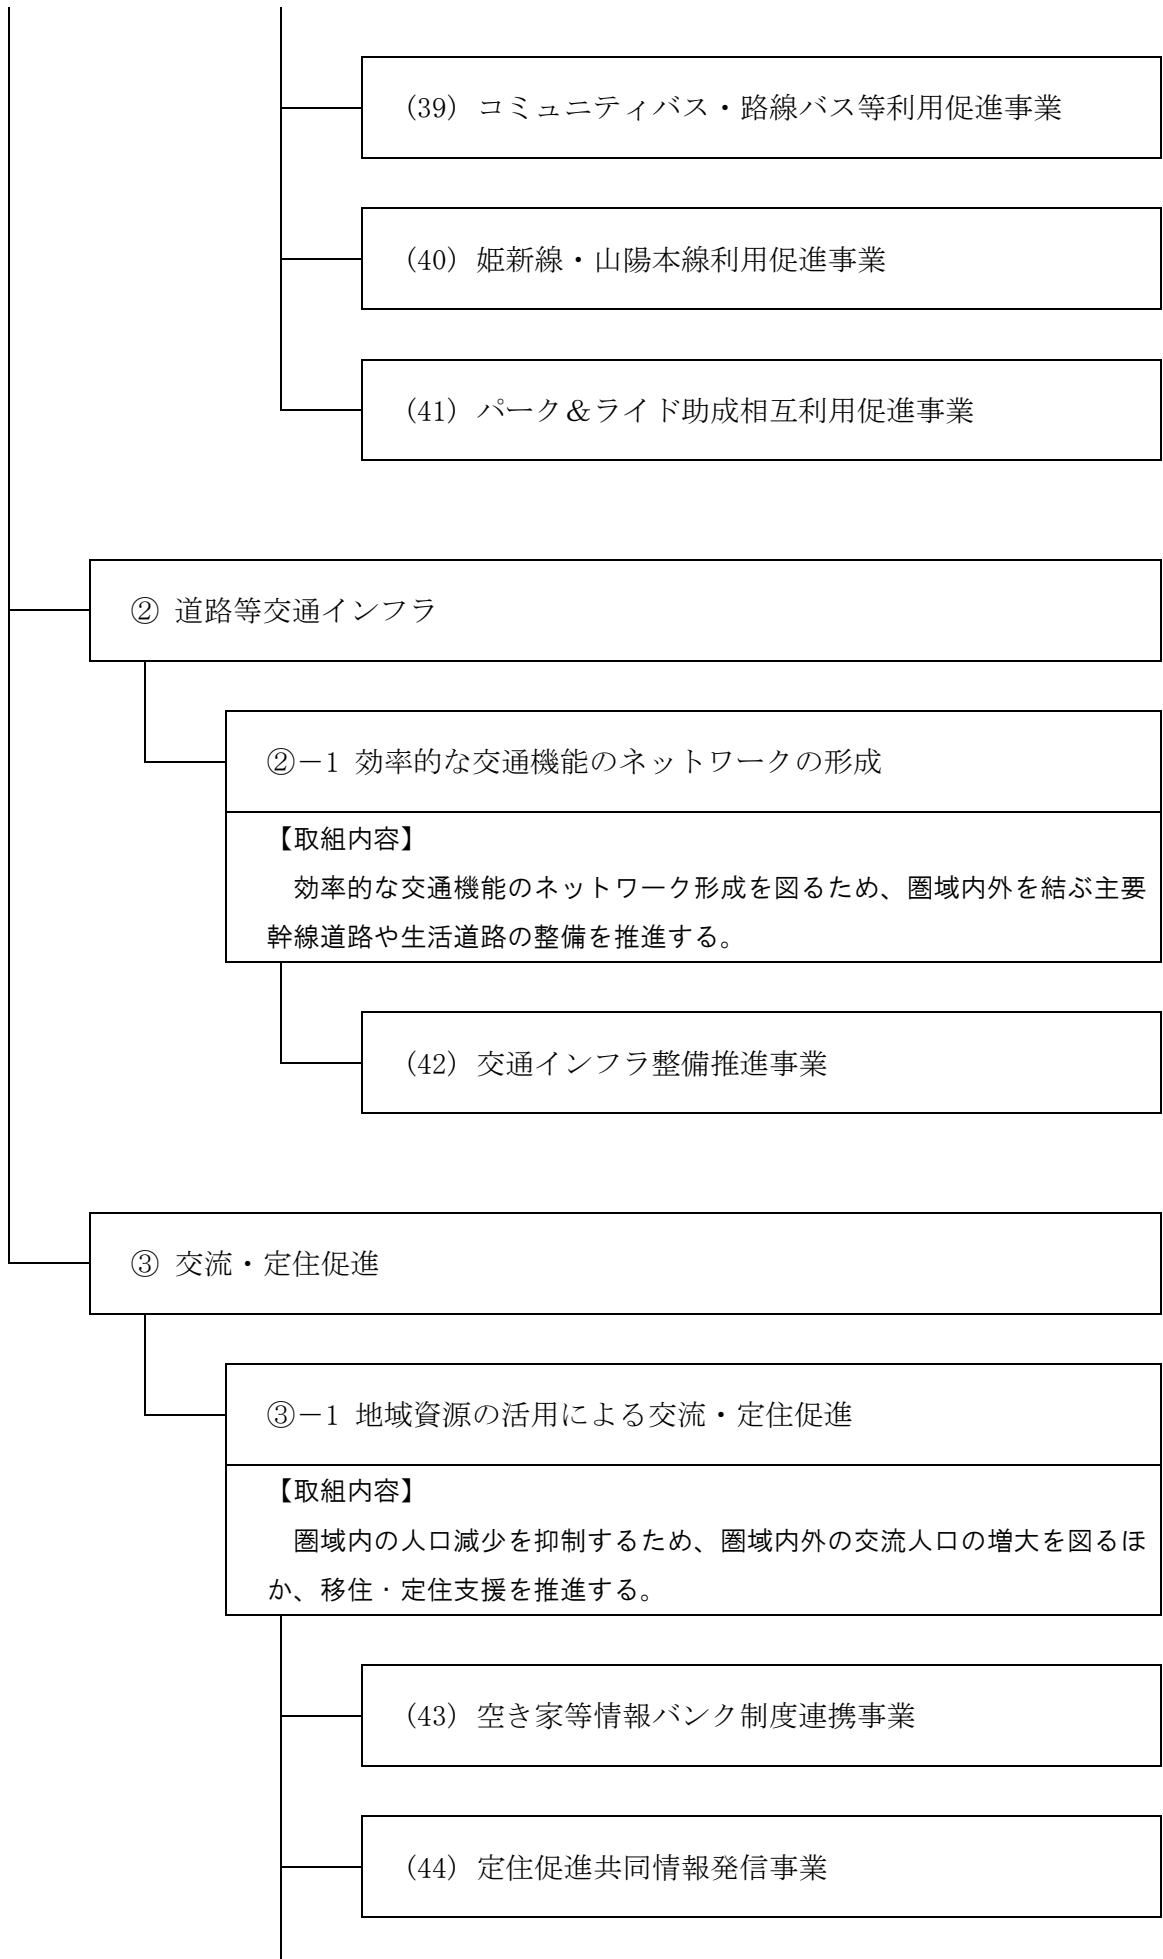 (39) コミュニティバス・路線バス等利用促進事業
(40) 姫新線・山陽本線利用促進事業
(41) パーク＆ライド助成相互利用促進事業
② 道路等交通インフラ
②－1 効率的な交通機能のネットワークの形成
【取組内容】
　効率的な交通機能のネットワーク形成を図るため、圏域内外を結ぶ主要
幹線道路や生活道路の整備を推進する。
(42) 交通インフラ整備推進事業
③ 交流・定住促進
③－1 地域資源の活用による交流・定住促進
【取組内容】
　圏域内の人口減少を抑制するため、圏域内外の交流人口の増大を図るほ
か、移住・定住支援を推進する。
(43) 空き家等情報バンク制度連携事業
(44) 定住促進共同情報発信事業